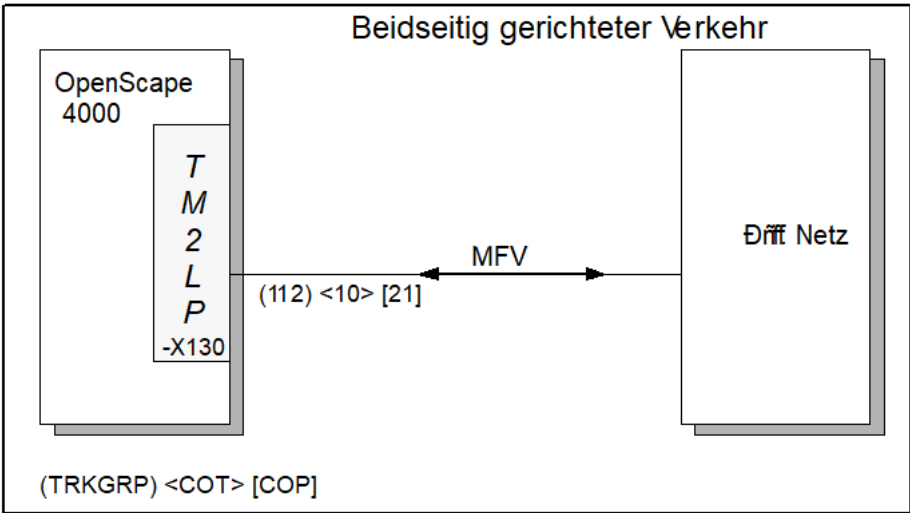 Beidseitig gerichteter Verkehr
OpenScape
4000
T
M
2
L
P
-X130
MFV
(112) <10> [21]
Netz
(TRKGRP) <COT> [COP]